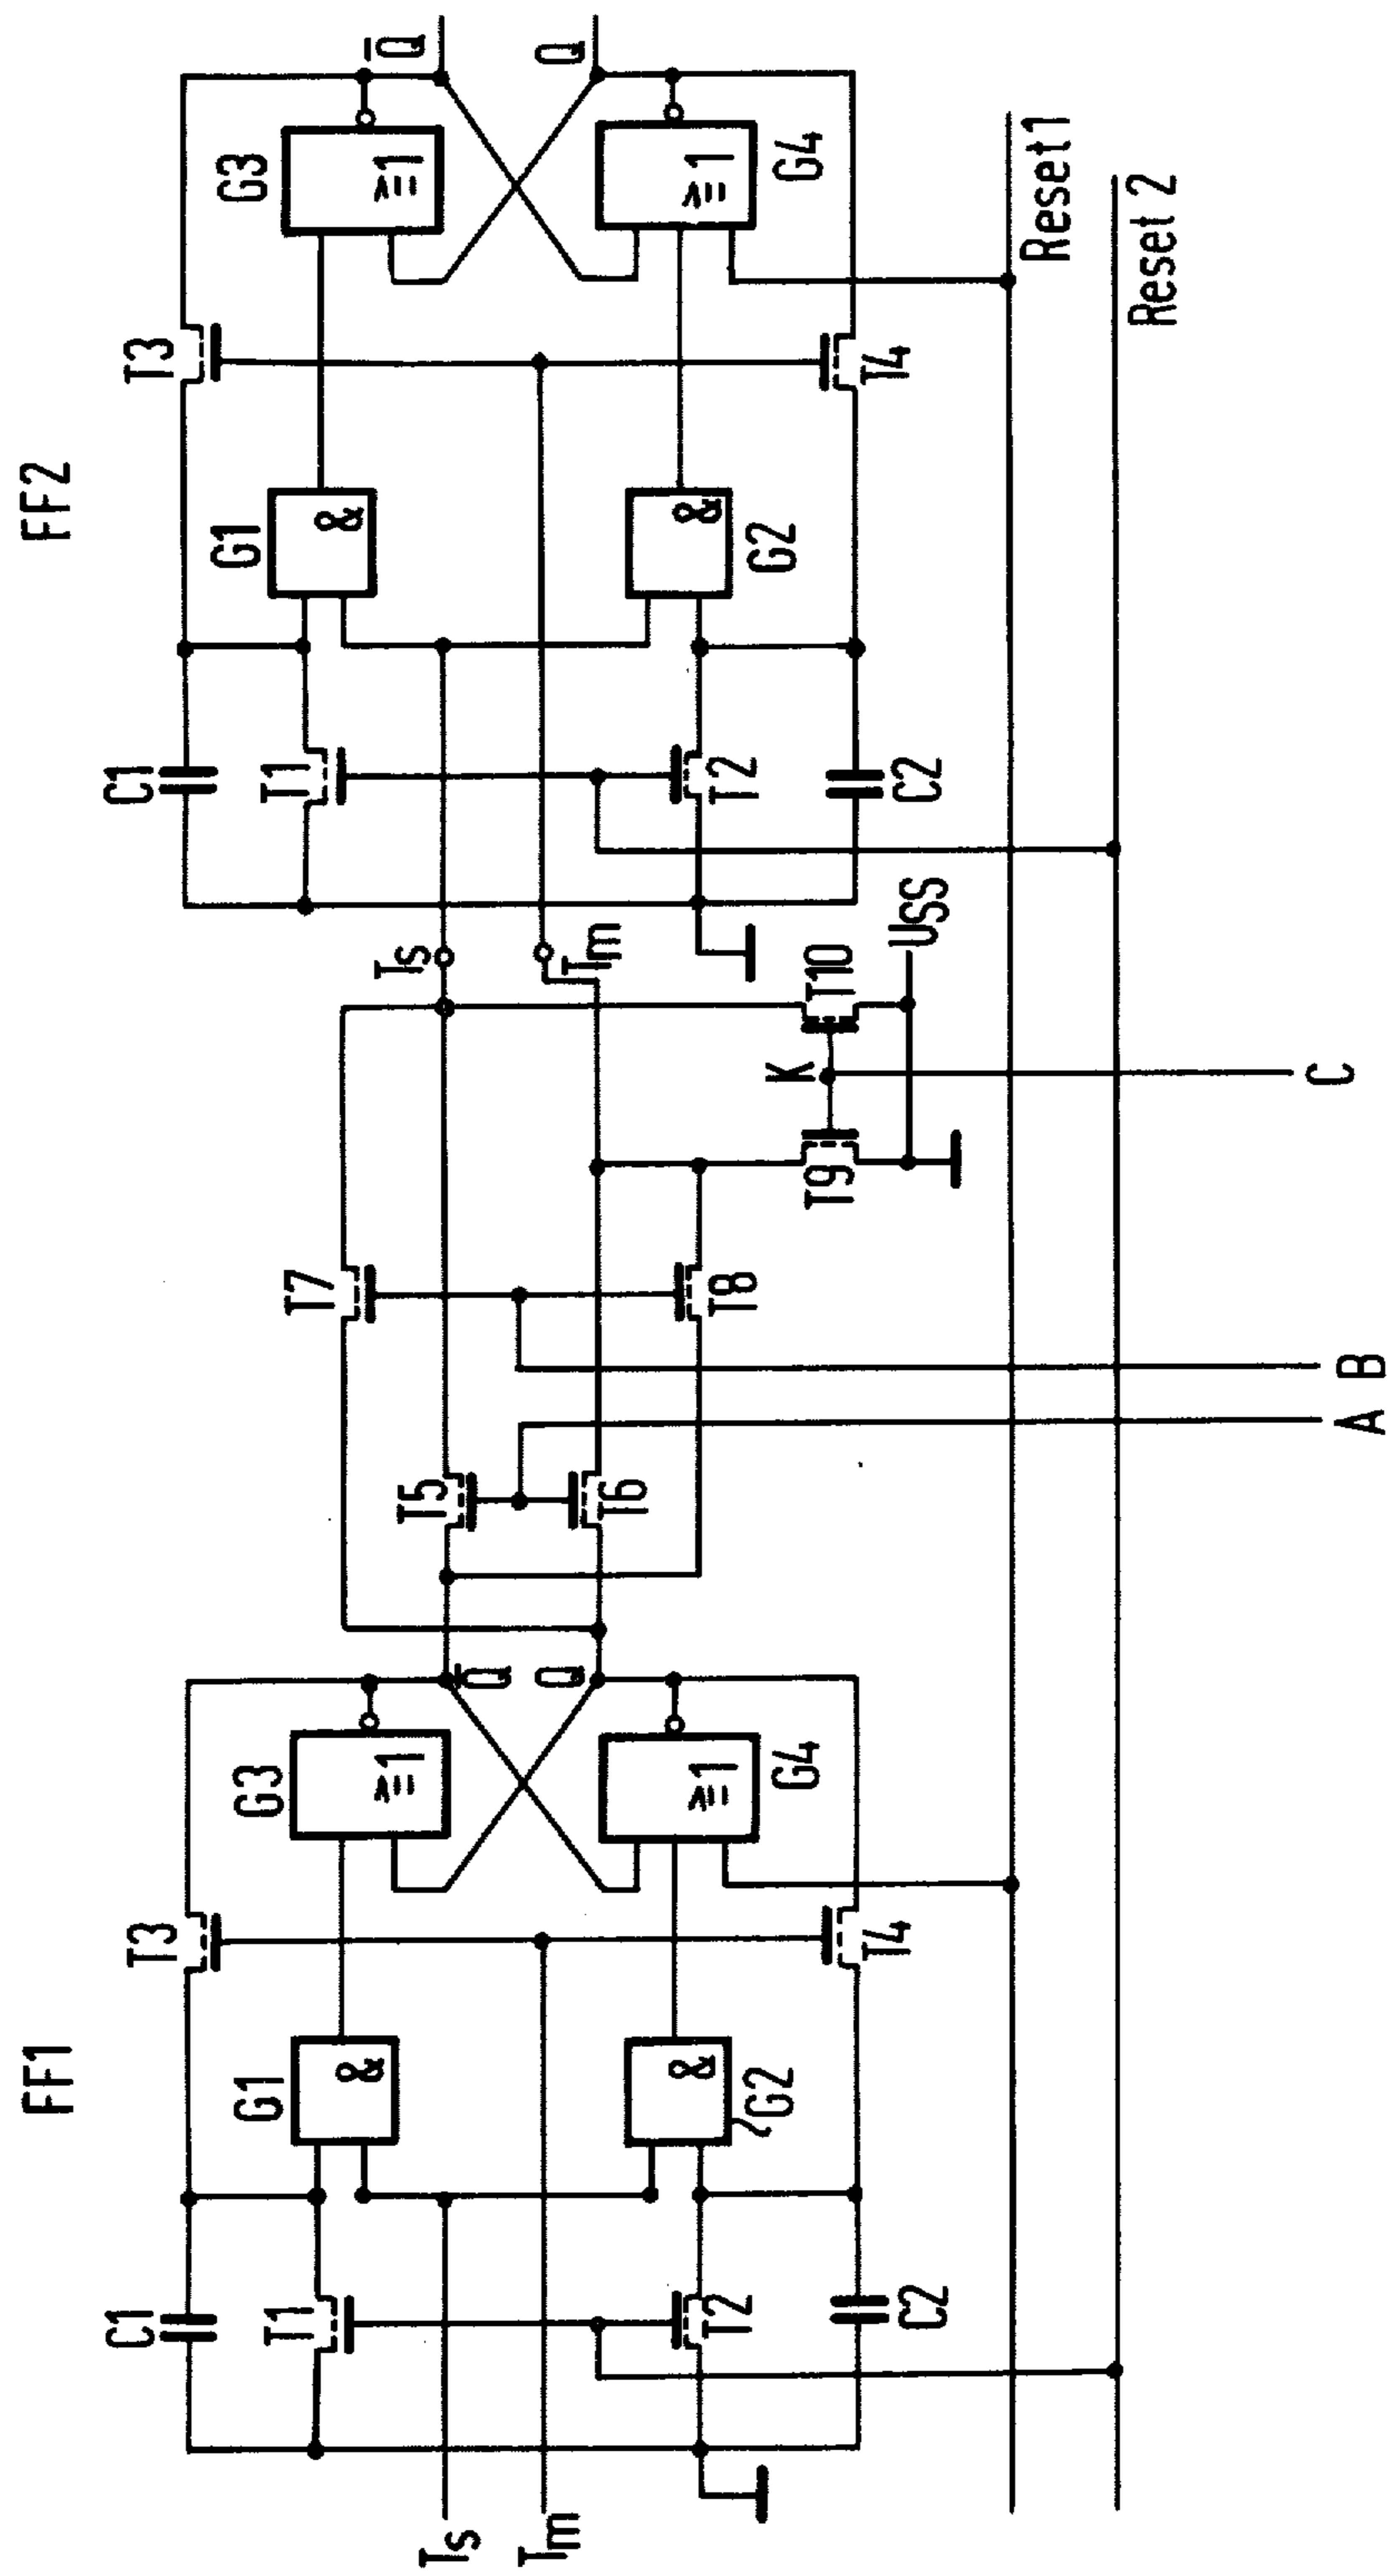 FF1
FF2
C1
T3
C1
T3
T1
G1
&
G3
≥1
T7
T1
G1
&
G3
≥1
Ts
T5
Q̅
Ts
Q̅
Tm
Q
T6
Tm
Q
T2
G2
&
G4
≥1
T8
T2
G2
&
G4
≥1
C2
T4
T9
K
T10
C2
T4
USS
Reset1
Reset 2
A
B
C